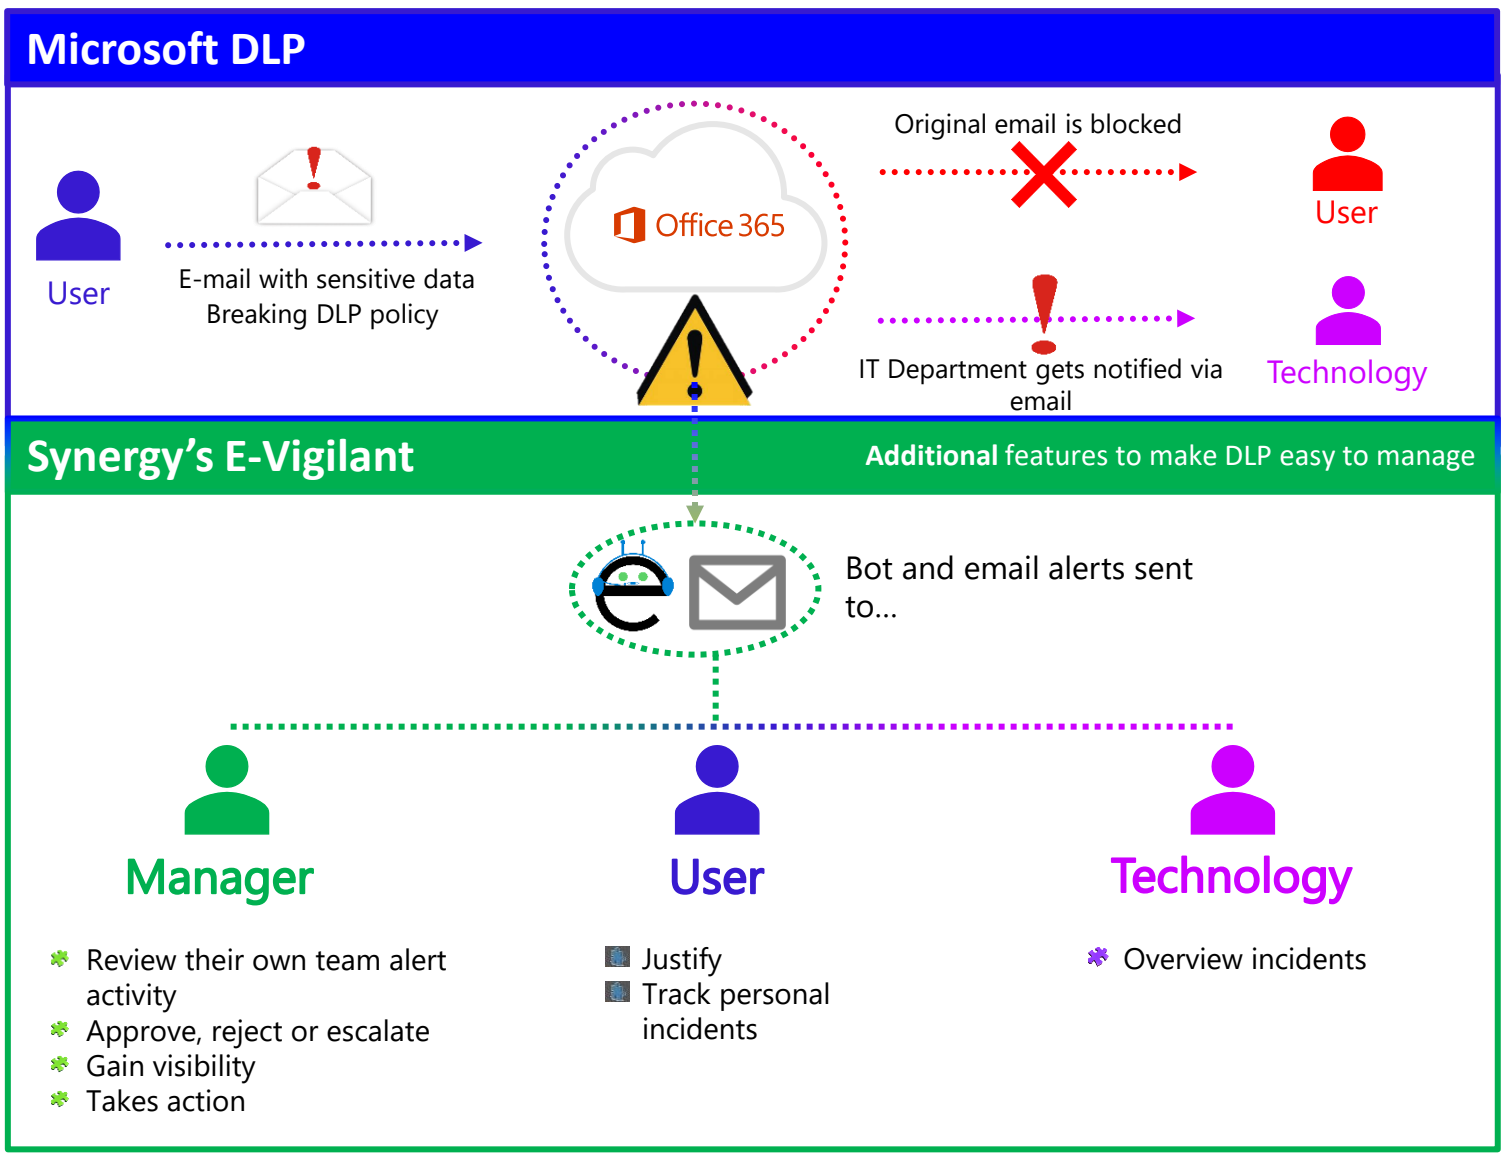 Microsoft DLP
Original email is blocked
User
E-mail with sensitive data
Breaking DLP policy
User
Office 365
IT Department gets notified via
email
Technology
Synergy’s E-Vigilant
Additional features to make DLP easy to manage
Bot and email alerts sent
to...
Manager
Review their own team alert
activity
Approve, reject or escalate
Gain visibility
Takes action
User
Justify
Track personal
incidents
Technology
Overview incidents